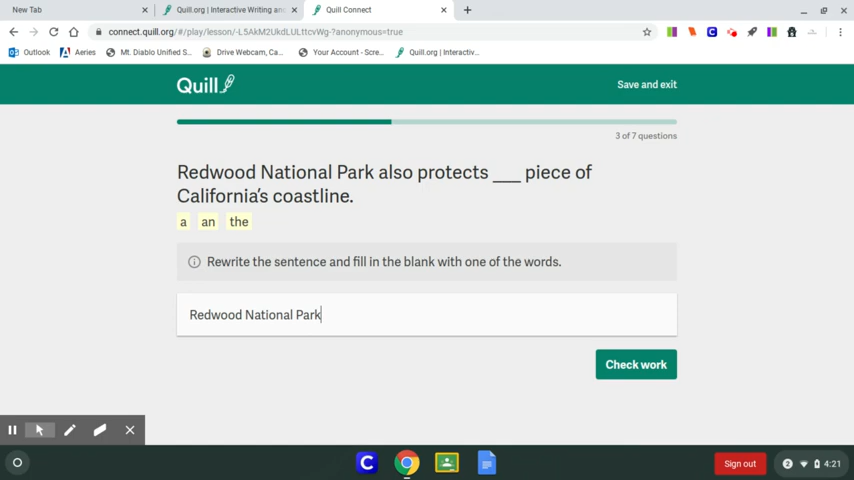 New Tab
Quill.org | Interactive Writing and
Quill Connect
connect.quill.org/#/play/lesson/-L5AkM2UkdLULttcvWg-?anonymous=true
Outlook
Aeries
Mt. Diablo Unified S...
Drive Webcam, Ca...
Your Account - Scre...
Quill.org | Interactiv...
Quill
Save and exit
3 of 7 questions
Redwood National Park also protects ___ piece of
California's coastline.
a an the
Rewrite the sentence and fill in the blank with one of the words.
Redwood National Park
Check work
Sign out
2
4:21